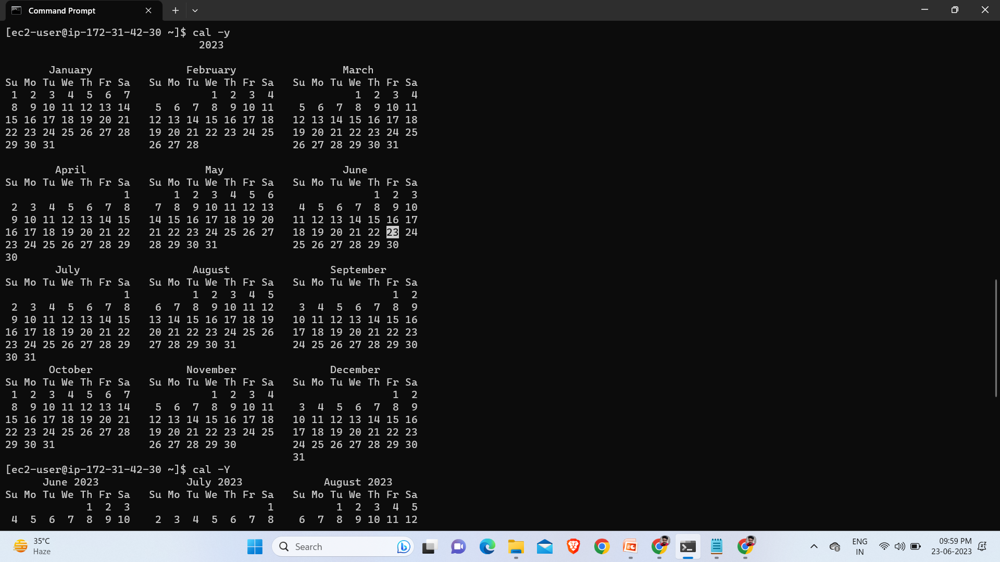 Command Prompt
[ec2-user@ip-172-31-42-30 ~]$ cal -y
                               2023

       January               February                 March
Su Mo Tu We Th Fr Sa   Su Mo Tu We Th Fr Sa   Su Mo Tu We Th Fr Sa
 1  2  3  4  5  6  7             1  2  3  4             1  2  3  4
 8  9 10 11 12 13 14    5  6  7  8  9 10 11    5  6  7  8  9 10 11
15 16 17 18 19 20 21   12 13 14 15 16 17 18   12 13 14 15 16 17 18
22 23 24 25 26 27 28   19 20 21 22 23 24 25   19 20 21 22 23 24 25
29 30 31               26 27 28               26 27 28 29 30 31

        April                   May                   June
Su Mo Tu We Th Fr Sa   Su Mo Tu We Th Fr Sa   Su Mo Tu We Th Fr Sa
                   1       1  2  3  4  5  6                1  2  3
 2  3  4  5  6  7  8    7  8  9 10 11 12 13    4  5  6  7  8  9 10
 9 10 11 12 13 14 15   14 15 16 17 18 19 20   11 12 13 14 15 16 17
16 17 18 19 20 21 22   21 22 23 24 25 26 27   18 19 20 21 22 23 24
23 24 25 26 27 28 29   28 29 30 31            25 26 27 28 29 30
30
        July                  August                September
Su Mo Tu We Th Fr Sa   Su Mo Tu We Th Fr Sa   Su Mo Tu We Th Fr Sa
                   1          1  2  3  4  5                   1  2
 2  3  4  5  6  7  8    6  7  8  9 10 11 12    3  4  5  6  7  8  9
 9 10 11 12 13 14 15   13 14 15 16 17 18 19   10 11 12 13 14 15 16
16 17 18 19 20 21 22   20 21 22 23 24 25 26   17 18 19 20 21 22 23
23 24 25 26 27 28 29   27 28 29 30 31         24 25 26 27 28 29 30
30 31
       October               November               December
Su Mo Tu We Th Fr Sa   Su Mo Tu We Th Fr Sa   Su Mo Tu We Th Fr Sa
 1  2  3  4  5  6  7             1  2  3  4                   1  2
 8  9 10 11 12 13 14    5  6  7  8  9 10 11    3  4  5  6  7  8  9
15 16 17 18 19 20 21   12 13 14 15 16 17 18   10 11 12 13 14 15 16
22 23 24 25 26 27 28   19 20 21 22 23 24 25   17 18 19 20 21 22 23
29 30 31               26 27 28 29 30         24 25 26 27 28 29 30
                                              31
[ec2-user@ip-172-31-42-30 ~]$ cal -Y
      June 2023              July 2023             August 2023
Su Mo Tu We Th Fr Sa   Su Mo Tu We Th Fr Sa   Su Mo Tu We Th Fr Sa
             1  2  3                      1          1  2  3  4  5
 4  5  6  7  8  9 10    2  3  4  5  6  7  8    6  7  8  9 10 11 12
35°C
Haze
Search
ENG
IN
09:59 PM
23-06-2023